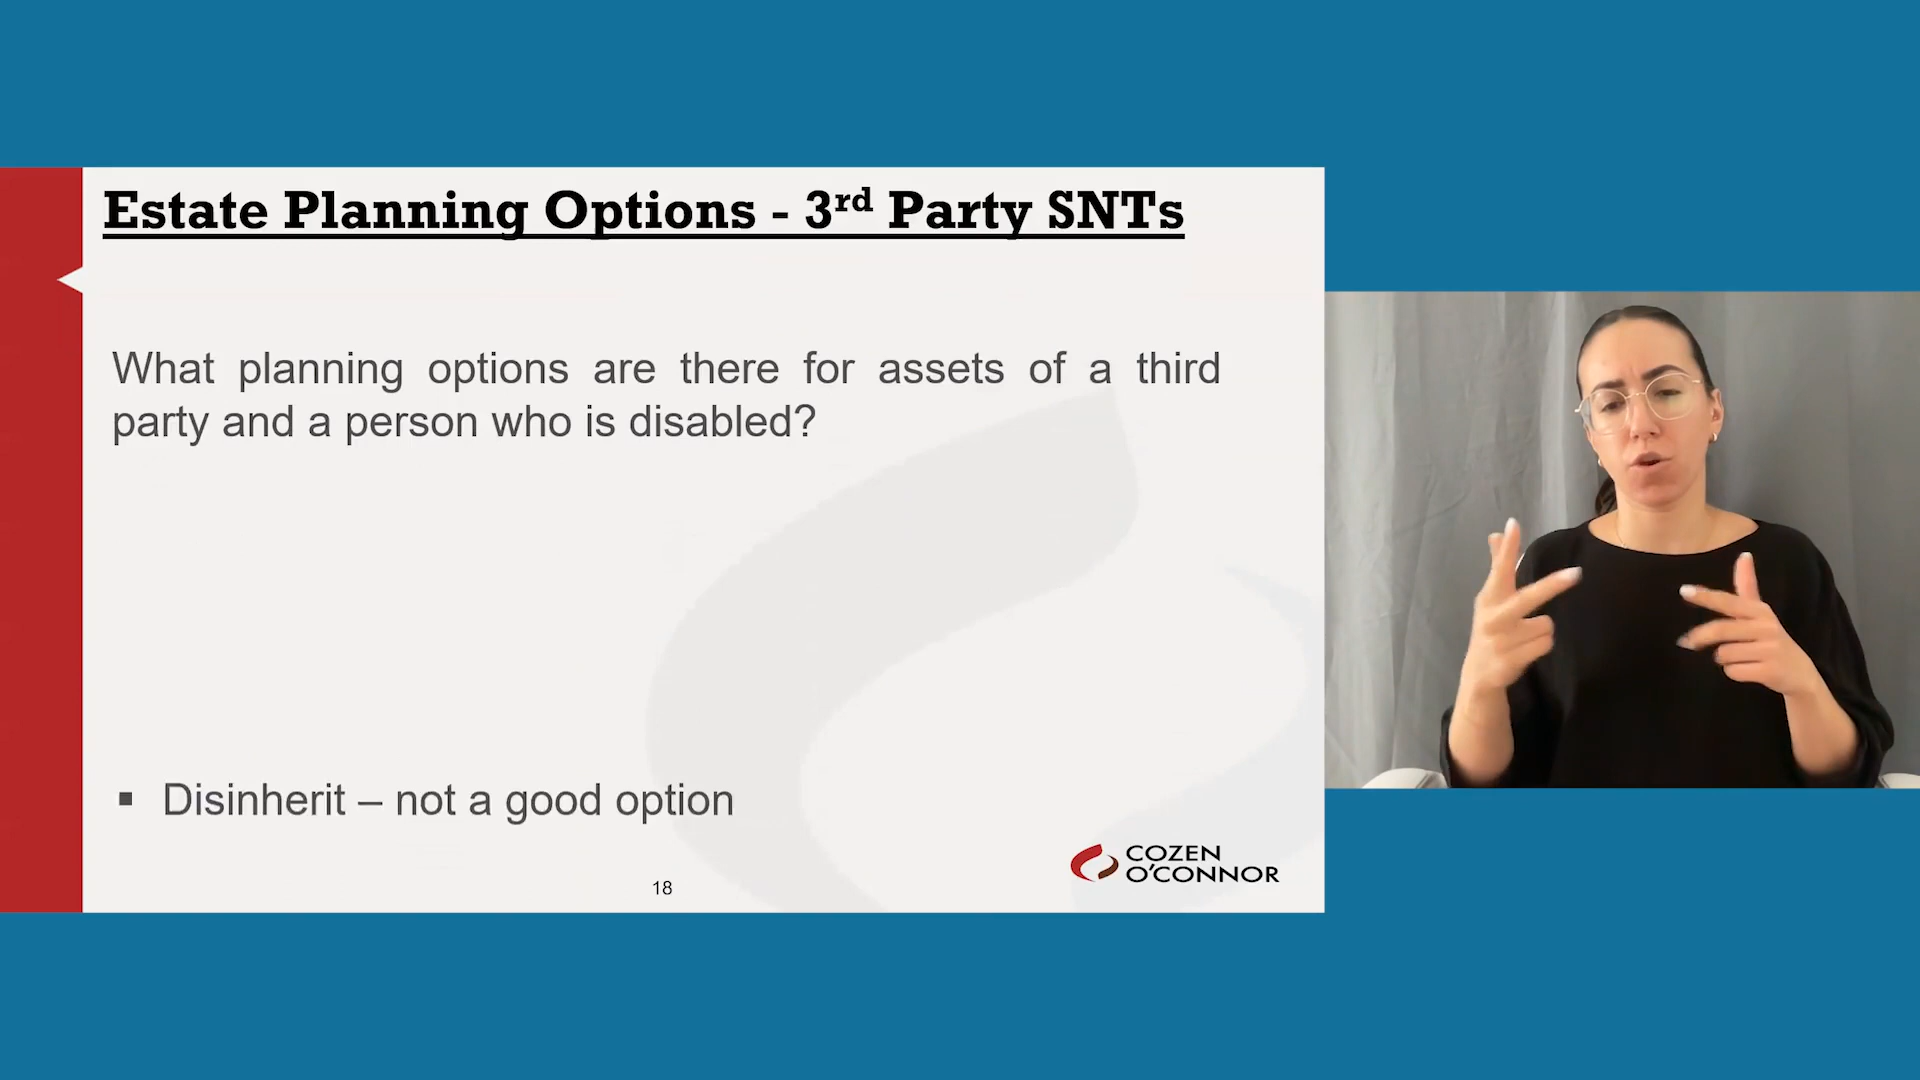 Estate Planning Options - 3rd Party SNTs
What planning options are there for assets of a third
party and a person who is disabled?
▪ Disinherit – not a good option
COZEN
O'CONNOR
18